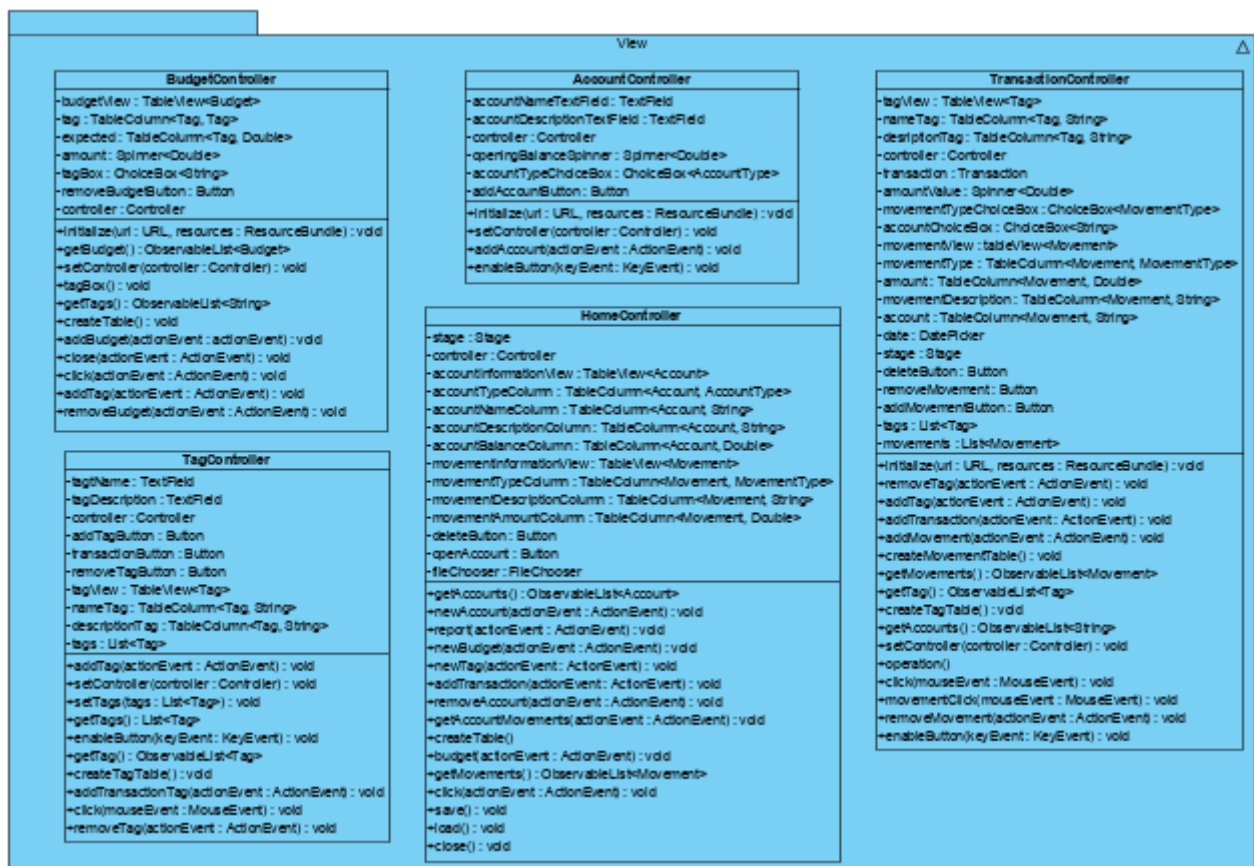 View
BudgetController
-budgetView : TableView<Budget>
-tag : TableColumn<Tag, Tag>
-expected : TableColumn<Tag, Double>
-amount : Spinner<Double>
-tagBox : ChoiceBox<String>
-removeBudgetButton : Button
-controller : Controller
+initialize(url : URL, resources : ResourceBundle) : void
+getBudget() : ObservableList<Budget>
+setController(controller : Controller) : void
+tagBox() : void
+getTags() : ObservableList<String>
+createTable() : void
+addBudget(actionEvent : actionEvent) : void
+close(actionEvent : ActionEvent) : void
+click(actionEvent : ActionEvent) : void
+addTag(actionEvent : ActionEvent) : void
+removeBudget(actionEvent : ActionEvent) : void
TagController
-tagtName : TextField
-tagDescription : TextField
-controller : Controller
-addTagButton : Button
-transactionButton : Button
-removeTagButton : Button
-tagView : TableView<Tag>
-nameTag : TableColumn<Tag, String>
-descriptionTag : TableColumn<Tag, String>
-tags : List<Tag>
+addTag(actionEvent : ActionEvent) : void
+setController(controller : Controller) : void
+setTags(tags : List<Tag>) : void
+getTags() : List<Tag>
+enableButton(keyEvent : KeyEvent) : void
+getTag() : ObservableList<Tag>
+createTagTable() : void
+addTransactionTag(actionEvent : ActionEvent) : void
+click(mouseEvent : MouseEvent) : void
+removeTag(actionEvent : ActionEvent) : void
AccountController
-accountNameTextField : TextField
-accountDescriptionTextField : TextField
-controller : Controller
-openingBalanceSpinner : Spinner<Double>
-accountTypeChoiceBox : ChoiceBox<AccountType>
-addAccountButton : Button
+initialize(url : URL, resources : ResourceBundle) : void
+setController(controller : Controller) : void
+addAccount(actionEvent : ActionEvent) : void
+enableButton(keyEvent : KeyEvent) : void
HomeController
-stage : Stage
-controller : Controller
-accountInformationView : TableView<Account>
-accountTypeColumn : TableColumn<Account, AccountType>
-accountNameColumn : TableColumn<Account, String>
-accountDescriptionColumn : TableColumn<Account, String>
-accountBalanceColumn : TableColumn<Account, Double>
-movementInformationView : TableView<Movement>
-movementTypeColumn : TableColumn<Movement, MovementType>
-movementDescriptionColumn : TableColumn<Movement, String>
-movementAmountColumn : TableColumn<Movement, Double>
-deleteButton : Button
-openAccount : Button
-fileChooser : FileChooser
+getAccounts() : ObservableList<Account>
+newAccount(actionEvent : ActionEvent) : void
+report(actionEvent : ActionEvent) : void
+newBudget(actionEvent : ActionEvent) : void
+newTag(actionEvent : ActionEvent) : void
+addTransaction(actionEvent : ActionEvent) : void
+removeAccount(actionEvent : ActionEvent) : void
+getAccountMovements(actionEvent : ActionEvent) : void
+createTable()
+budget(actionEvent : ActionEvent) : void
+getMovements() : ObservableList<Movement>
+click(actionEvent : ActionEvent) : void
+save() : void
+load() : void
+close() : void
TransactionController
-tagView : TableView<Tag>
-nameTag : TableColumn<Tag, String>
-desriptionTag : TableColumn<Tag, String>
-controller : Controller
-transaction : Transaction
-amountValue : Spinner<Double>
-movementTypeChoiceBox : ChoiceBox<MovementType>
-accountChoiceBox : ChoiceBox<String>
-movementView : tableView<Movement>
-movementType : TableColumn<Movement, MovementType>
-amount : TableColumn<Movement, Double>
-movementDescription : TableColumn<Movement, String>
-account : TableColumn<Movement, String>
-date : DatePicker
-stage : Stage
-deleteButton : Button
-removeMovement : Button
-addMovementButton : Button
-tags : List<Tag>
-movements : List<Movement>
+initialize(url : URL, resources : ResourceBundle) : void
+removeTag(actionEvent : ActionEvent) : void
+addTag(actionEvent : ActionEvent) : void
+addTransaction(actionEvent : ActionEvent) : void
+addMovement(actionEvent : ActionEvent) : void
+createMovementTable() : void
+getMovements() : ObservableList<Movement>
+getTag() : ObservableList<Tag>
+createTagTable() : void
+getAccounts() : ObservableList<String>
+setController(controller : Controller) : void
+operation()
+click(mouseEvent : MouseEvent) : void
+movementClick(mouseEvent : MouseEvent) : void
+removeMovement(actionEvent : ActionEvent) : void
+enableButton(keyEvent : KeyEvent) : void